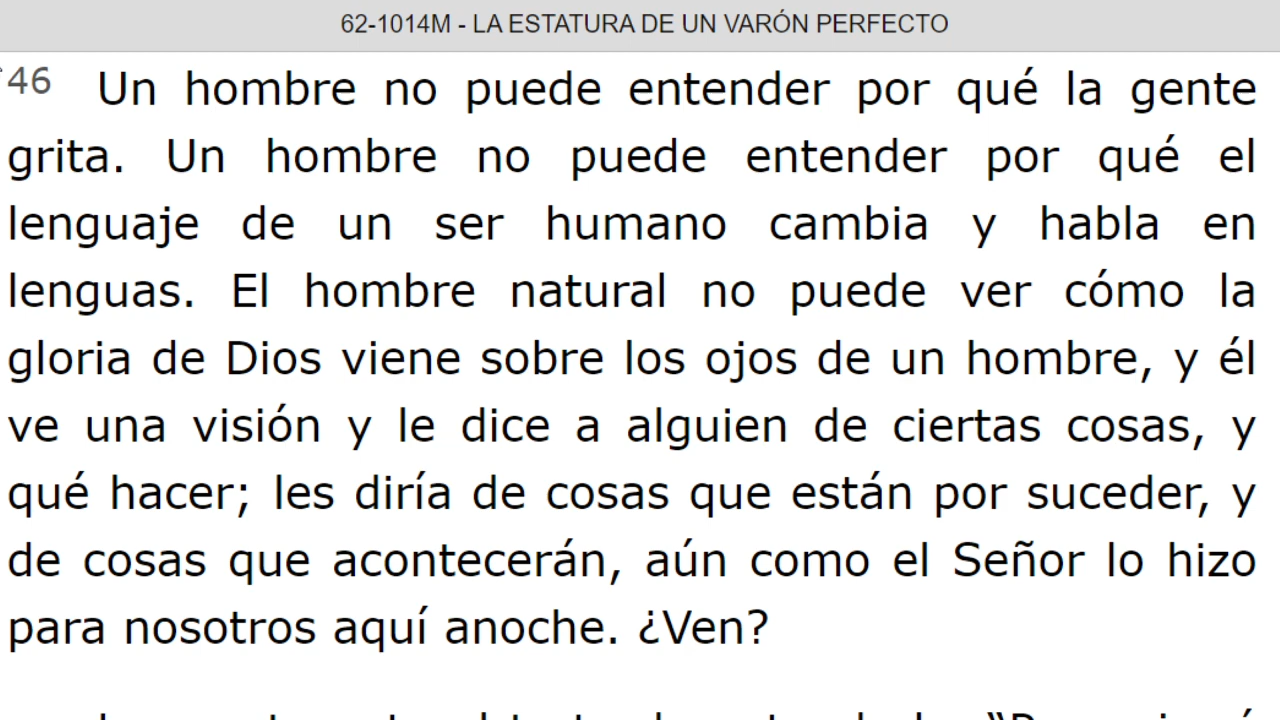 62-1014M - LA ESTATURA DE UN VARÓN PERFECTO
46 Un hombre no puede entender por qué la gente
grita. Un hombre no puede entender por qué el
lenguaje de un ser humano cambia y habla en
lenguas. El hombre natural no puede ver cómo la
gloria de Dios viene sobre los ojos de un hombre, y él
ve una visión y le dice a alguien de ciertas cosas, y
qué hacer; les diría de cosas que están por suceder, y
de cosas que acontecerán, aún como el Señor lo hizo
para nosotros aquí anoche. ¿Ven?